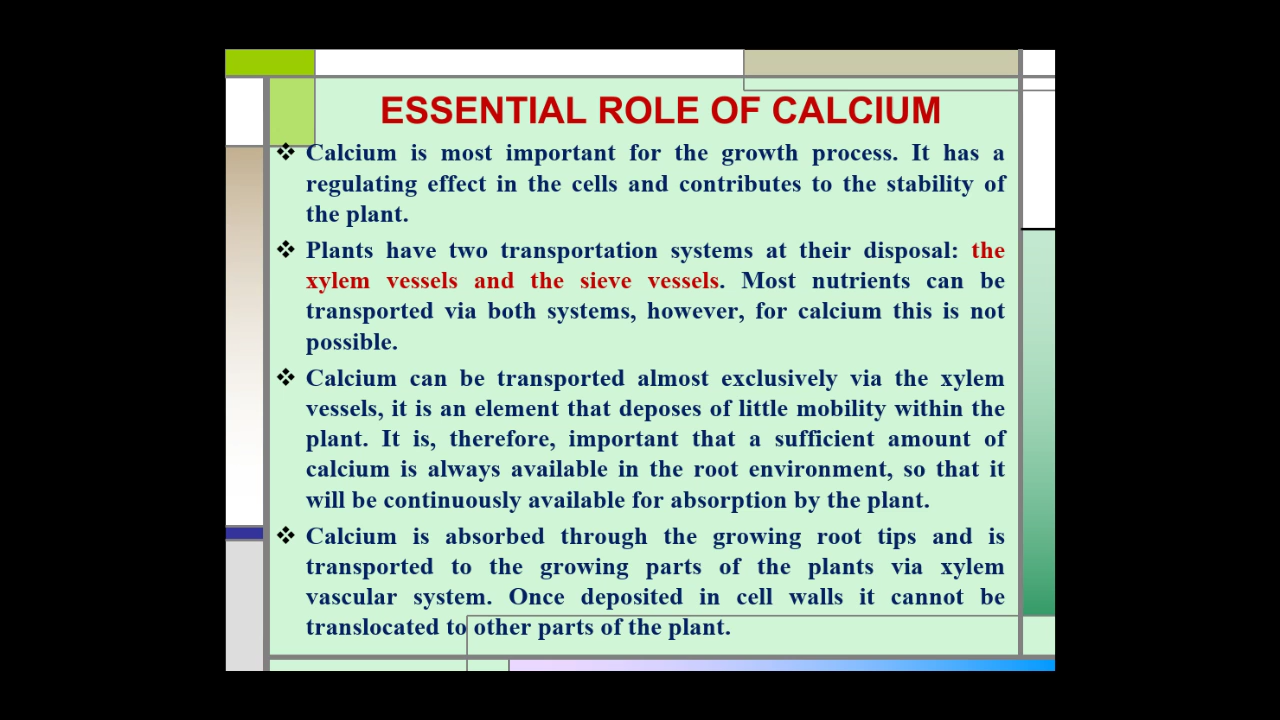 ESSENTIAL ROLE OF CALCIUM
❖ Calcium is most important for the growth process. It has a
regulating effect in the cells and contributes to the stability of
the plant.
❖ Plants have two transportation systems at their disposal: the
xylem vessels and the sieve vessels. Most nutrients can be
transported via both systems, however, for calcium this is not
possible.
❖ Calcium can be transported almost exclusively via the xylem
vessels, it is an element that deposes of little mobility within the
plant. It is, therefore, important that a sufficient amount of
calcium is always available in the root environment, so that it
will be continuously available for absorption by the plant.
❖ Calcium is absorbed through the growing root tips and is
transported to the growing parts of the plants via xylem
vascular system. Once deposited in cell walls it cannot be
translocated to other parts of the plant.